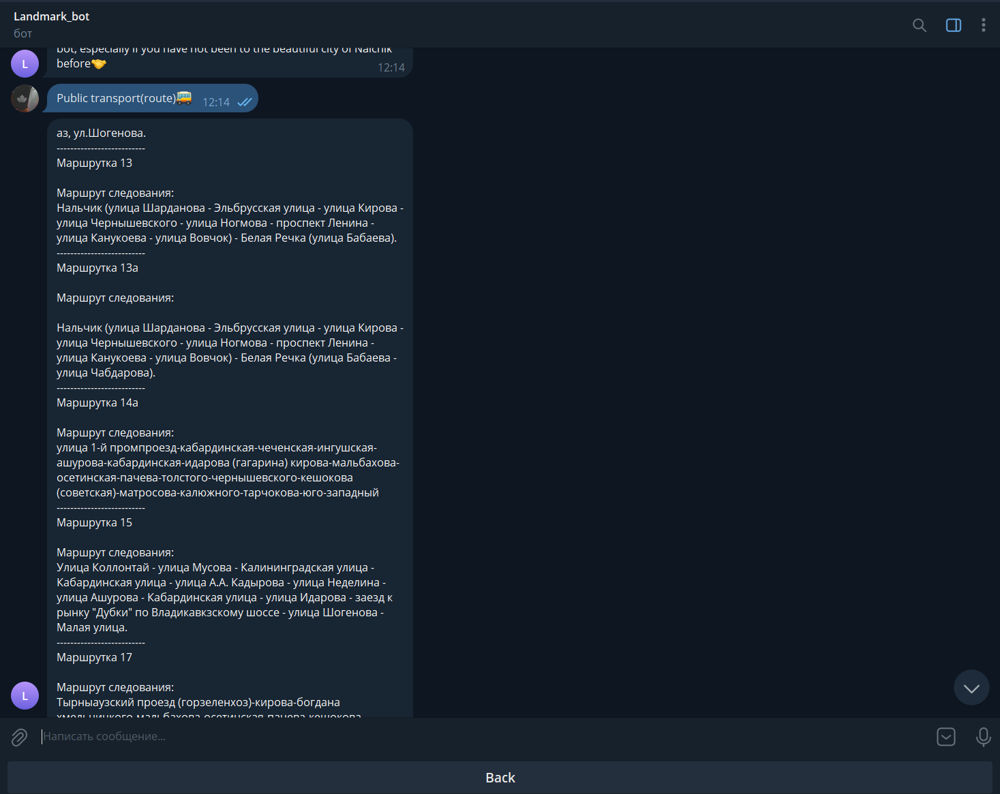 Landmark_bot
бот
bot, especially if you have not been to the beautiful city of Nalchik
before🤝
12:14
L
Public transport(route)🚌
12:14
аз, ул.Шогенова.
--------------------------
Маршрутка 13
Маршрут следования:
Нальчик (улица Шарданова - Эльбрусская улица - улица Кирова -
улица Чернышевского - улица Ногмова - проспект Ленина -
улица Канукоева - улица Вовчок) - Белая Речка (улица Бабаева).
--------------------------
Маршрутка 13а
Маршрут следования:
Нальчик (улица Шарданова - Эльбрусская улица - улица Кирова -
улица Чернышевского - улица Ногмова - проспект Ленина -
улица Канукоева - улица Вовчок) - Белая Речка (улица Бабаева -
улица Чабдарова).
--------------------------
Маршрутка 14а
Маршрут следования:
улица 1-й промпроезд-кабардинская-чеченская-ингушская-
ашурова-кабардинская-идарова (гагарина) кирова-мальбахова-
осетинская-пачева-толстого-чернышевского-кешокова
(советская)-матросова-калюжного-тарчокова-юго-западный
--------------------------
Маршрутка 15
Маршрут следования:
Улица Коллонтай - улица Мусова - Калининградская улица -
Кабардинская улица - улица А.А. Кадырова - улица Неделина -
улица Ашурова - Кабардинская улица - улица Идарова - заезд к
рынку "Дубки" по Владикавкзскому шоссе - улица Шогенова -
Малая улица.
--------------------------
Маршрутка 17
Маршрут следования:
Тырныаузский проезд (горзеленхоз)-кирова-богдана
хмельницкого-мальбахова-осетинская-пачева-кешокова
L
Написать сообщение...
Back